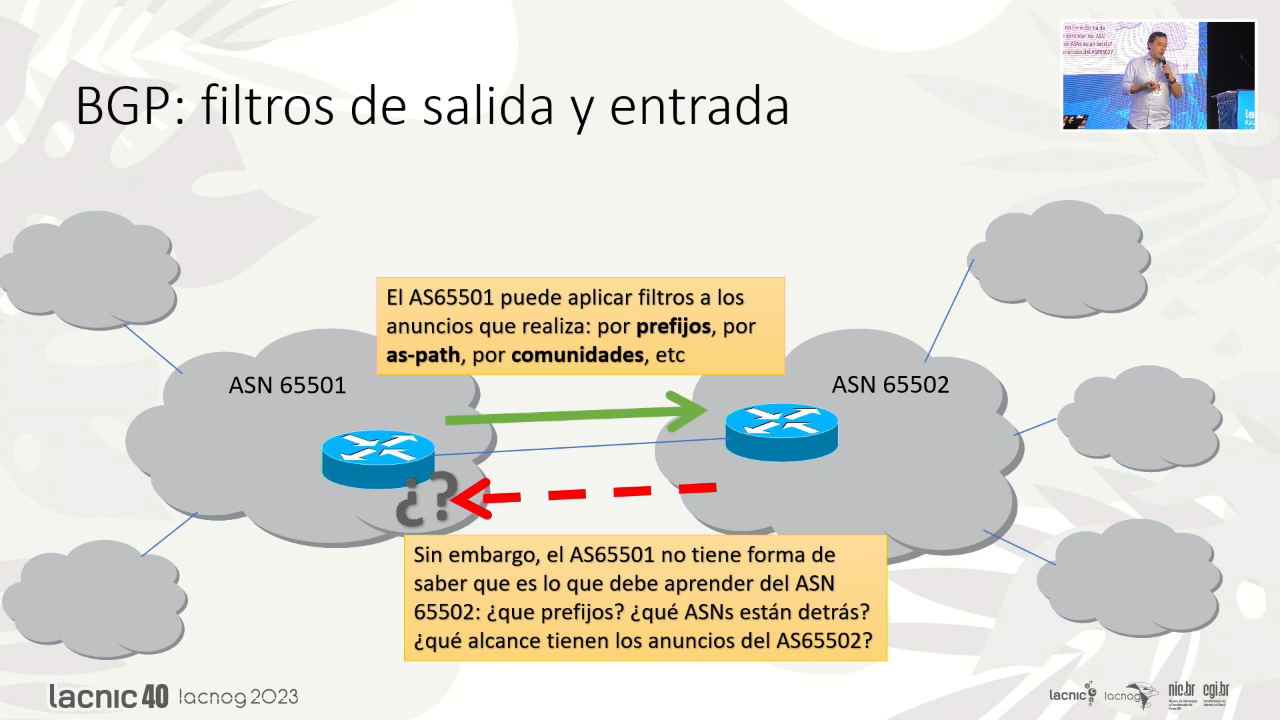 BGP: filtros de salida y entrada
El AS65501 puede aplicar filtros a los
anuncios que realiza: por prefijos, por
as-path, por comunidades, etc
ASN 65501
ASN 65502
¿?
Sin embargo, el AS65501 no tiene forma de
saber que es lo que debe aprender del ASN
65502: ¿que prefijos? ¿qué ASNs están detrás?
¿qué alcance tienen los anuncios del AS65502?
lacnic 40 lacnog 2023
lacnic lacnog nic.br cgi.br